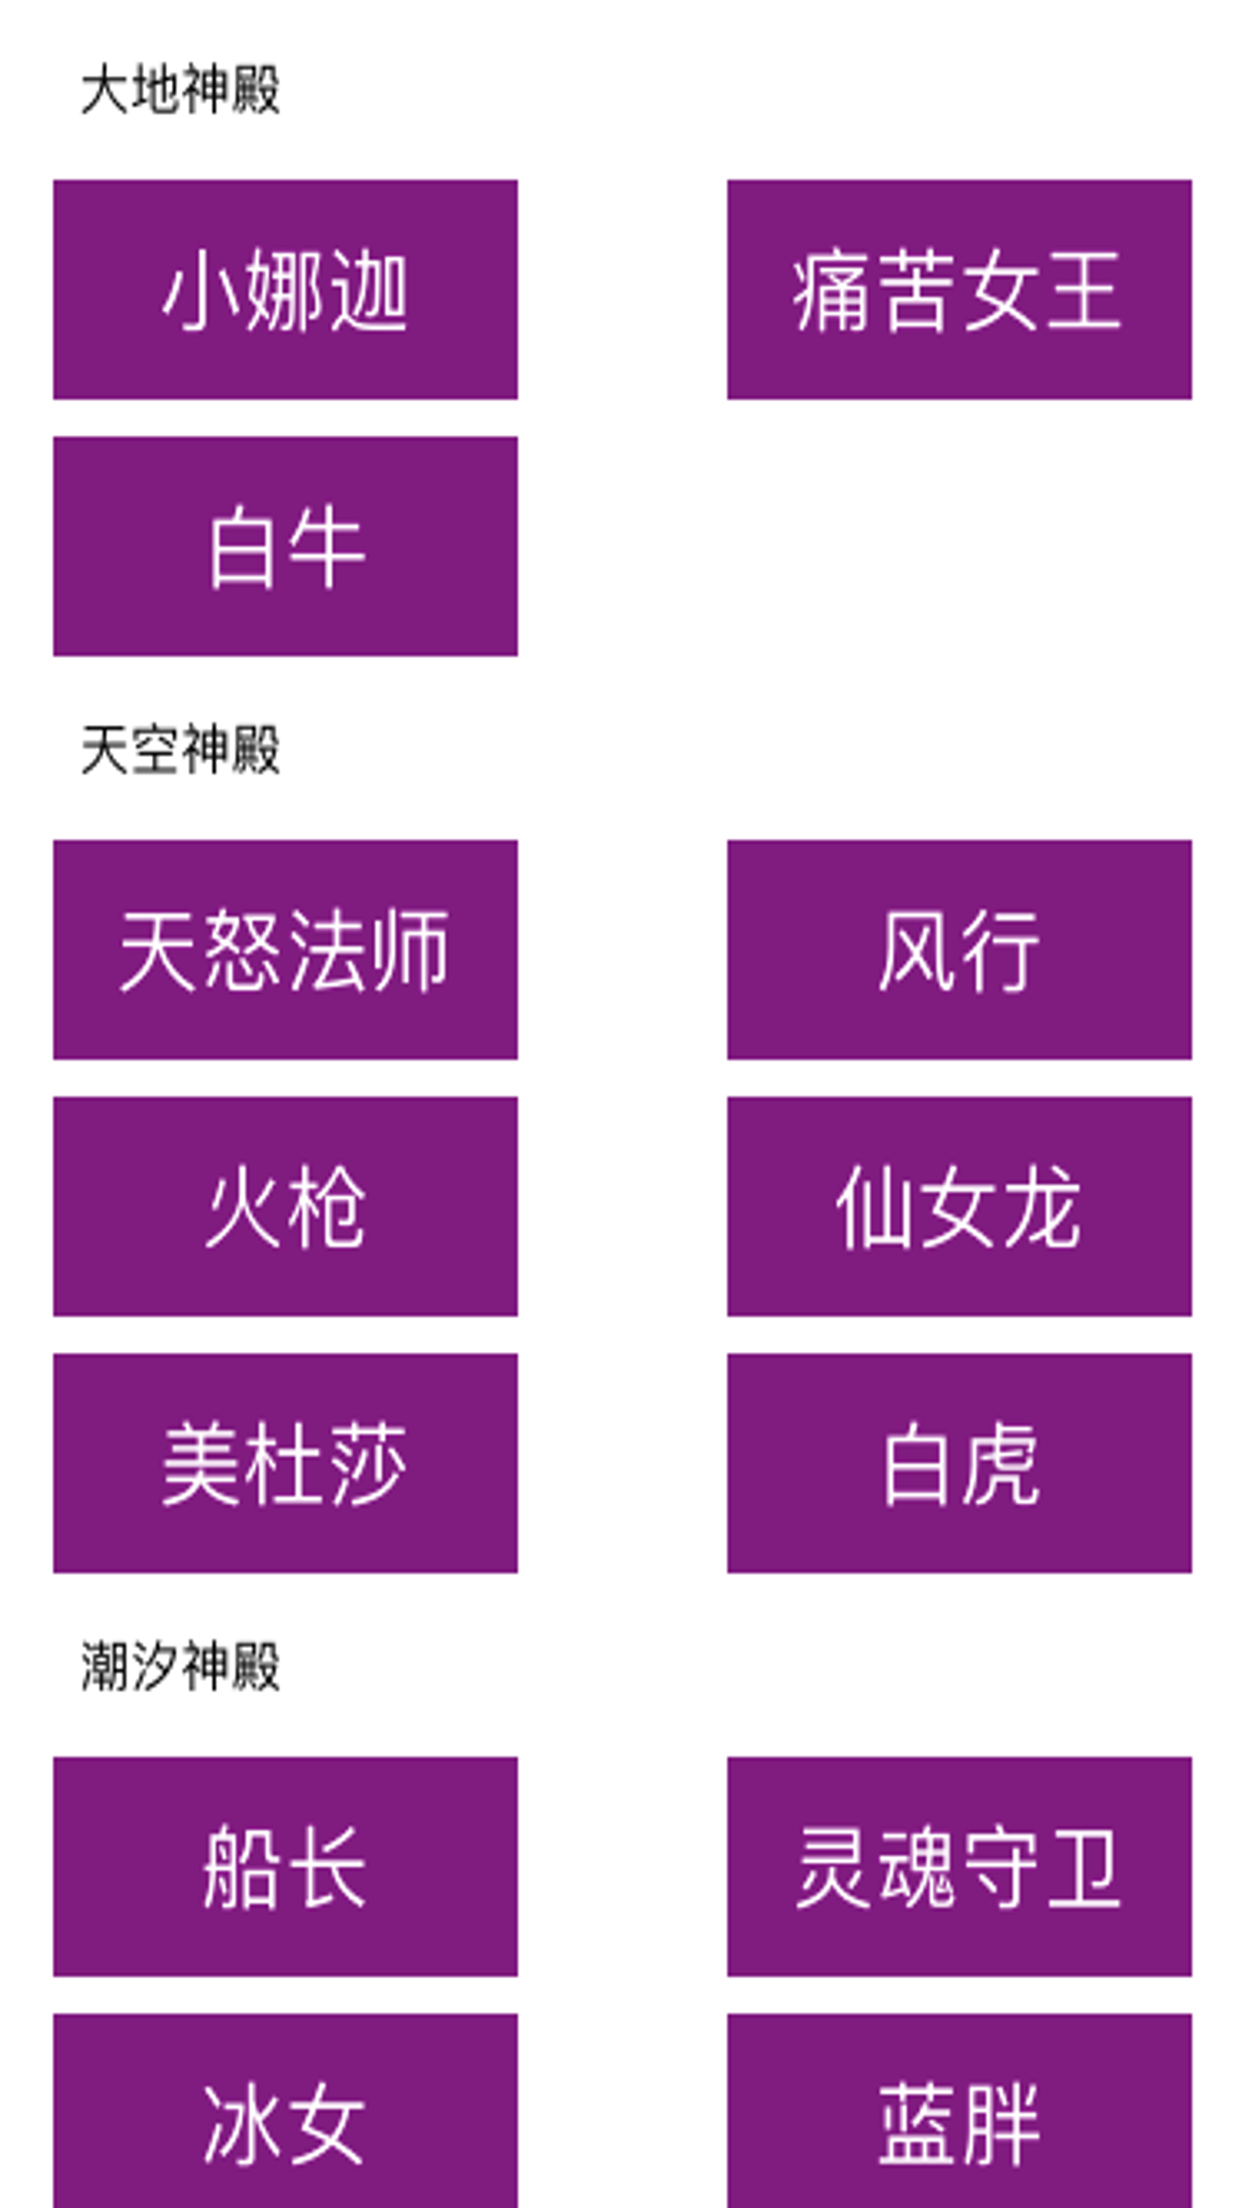 大地神殿
小娜迦
痛苦女王
白牛
天空神殿
天怒法师
风行
火枪
仙女龙
美杜莎
白虎
潮汐神殿
船长
灵魂守卫
冰女
蓝胖